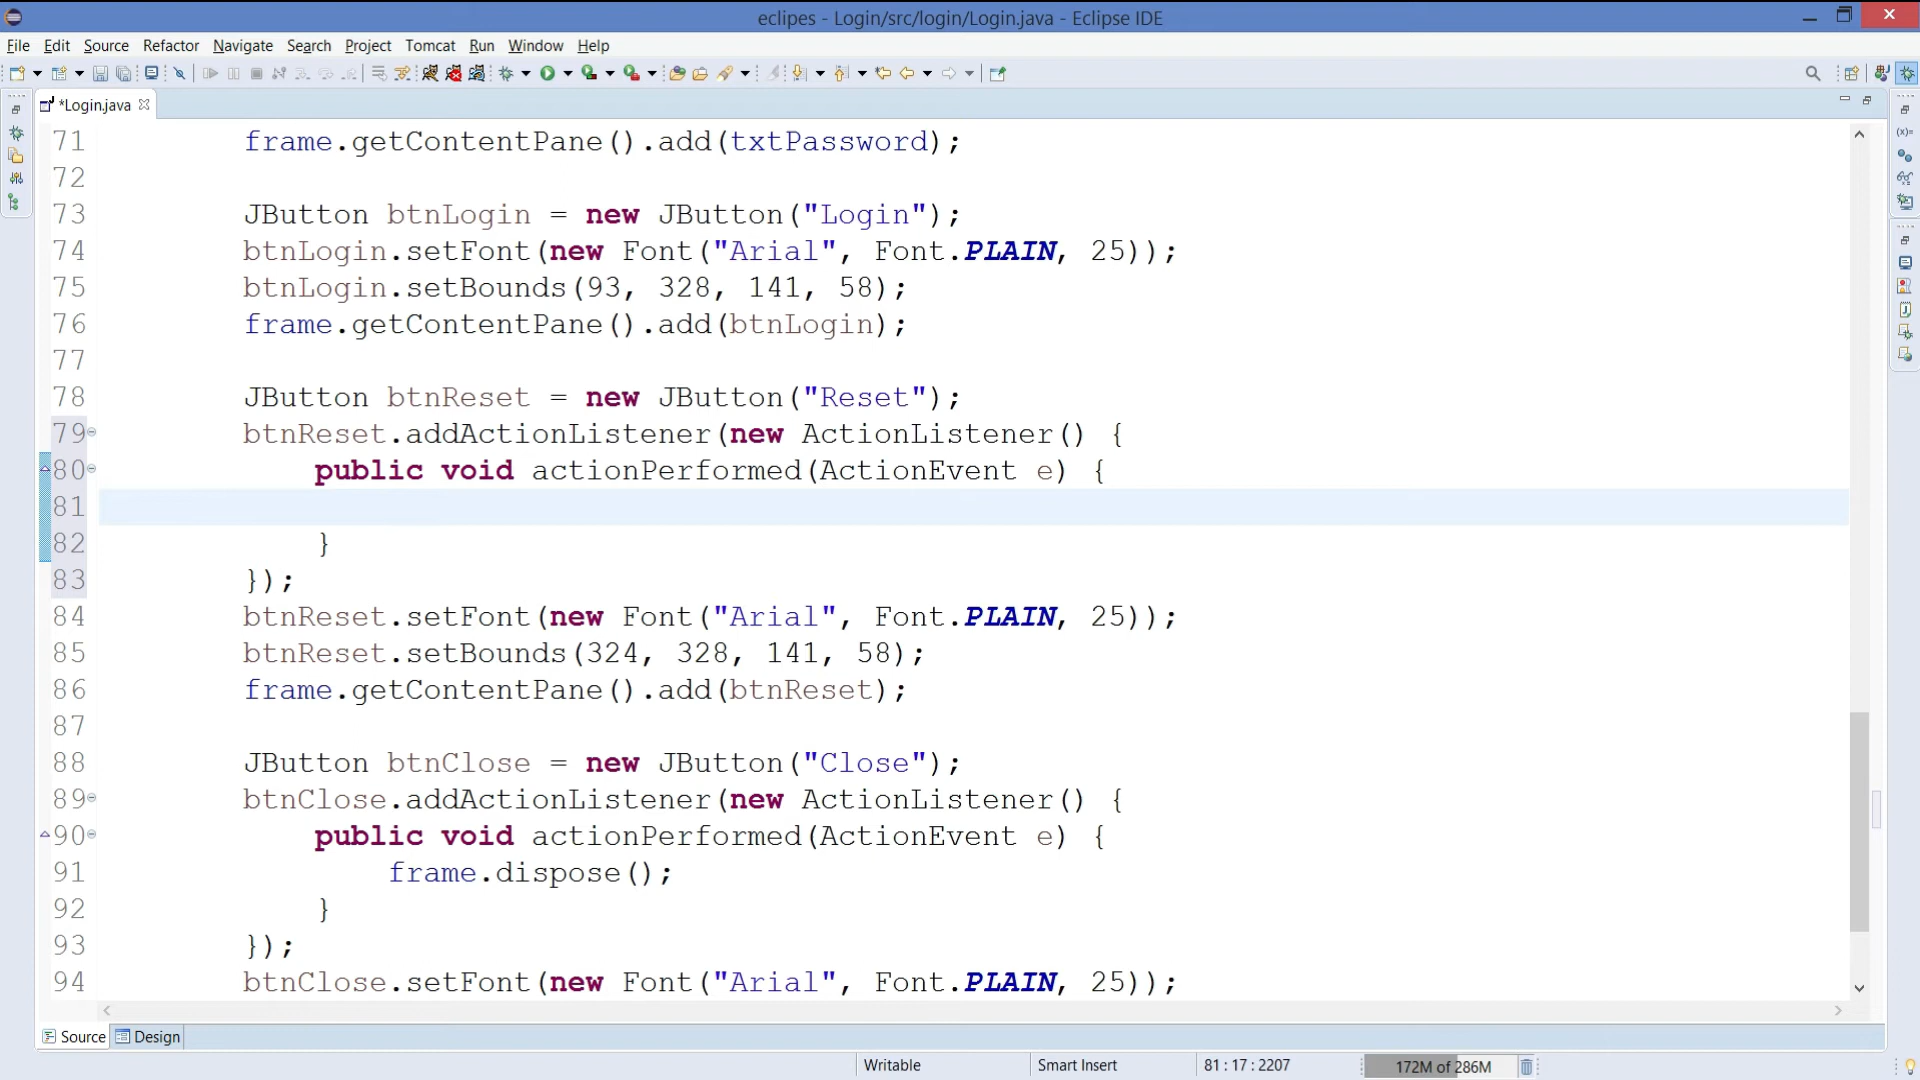 eclipes - Login/src/login/Login.java - Eclipse IDE
File Edit Source Refactor Navigate Search Project Tomcat Run Window Help
*Login.java
71 frame.getContentPane().add(txtPassword);
72
73 JButton btnLogin = new JButton("Login");
74 btnLogin.setFont(new Font("Arial", Font.PLAIN, 25));
75 btnLogin.setBounds(93, 328, 141, 58);
76 frame.getContentPane().add(btnLogin);
77
78 JButton btnReset = new JButton("Reset");
79 btnReset.addActionListener(new ActionListener() {
80 public void actionPerformed(ActionEvent e) {
81
82 }
83 });
84 btnReset.setFont(new Font("Arial", Font.PLAIN, 25));
85 btnReset.setBounds(324, 328, 141, 58);
86 frame.getContentPane().add(btnReset);
87
88 JButton btnClose = new JButton("Close");
89 btnClose.addActionListener(new ActionListener() {
90 public void actionPerformed(ActionEvent e) {
91 frame.dispose();
92 }
93 });
94 btnClose.setFont(new Font("Arial", Font.PLAIN, 25));
Source Design
Writable Smart Insert 81 : 17 : 2207 172M of 286M